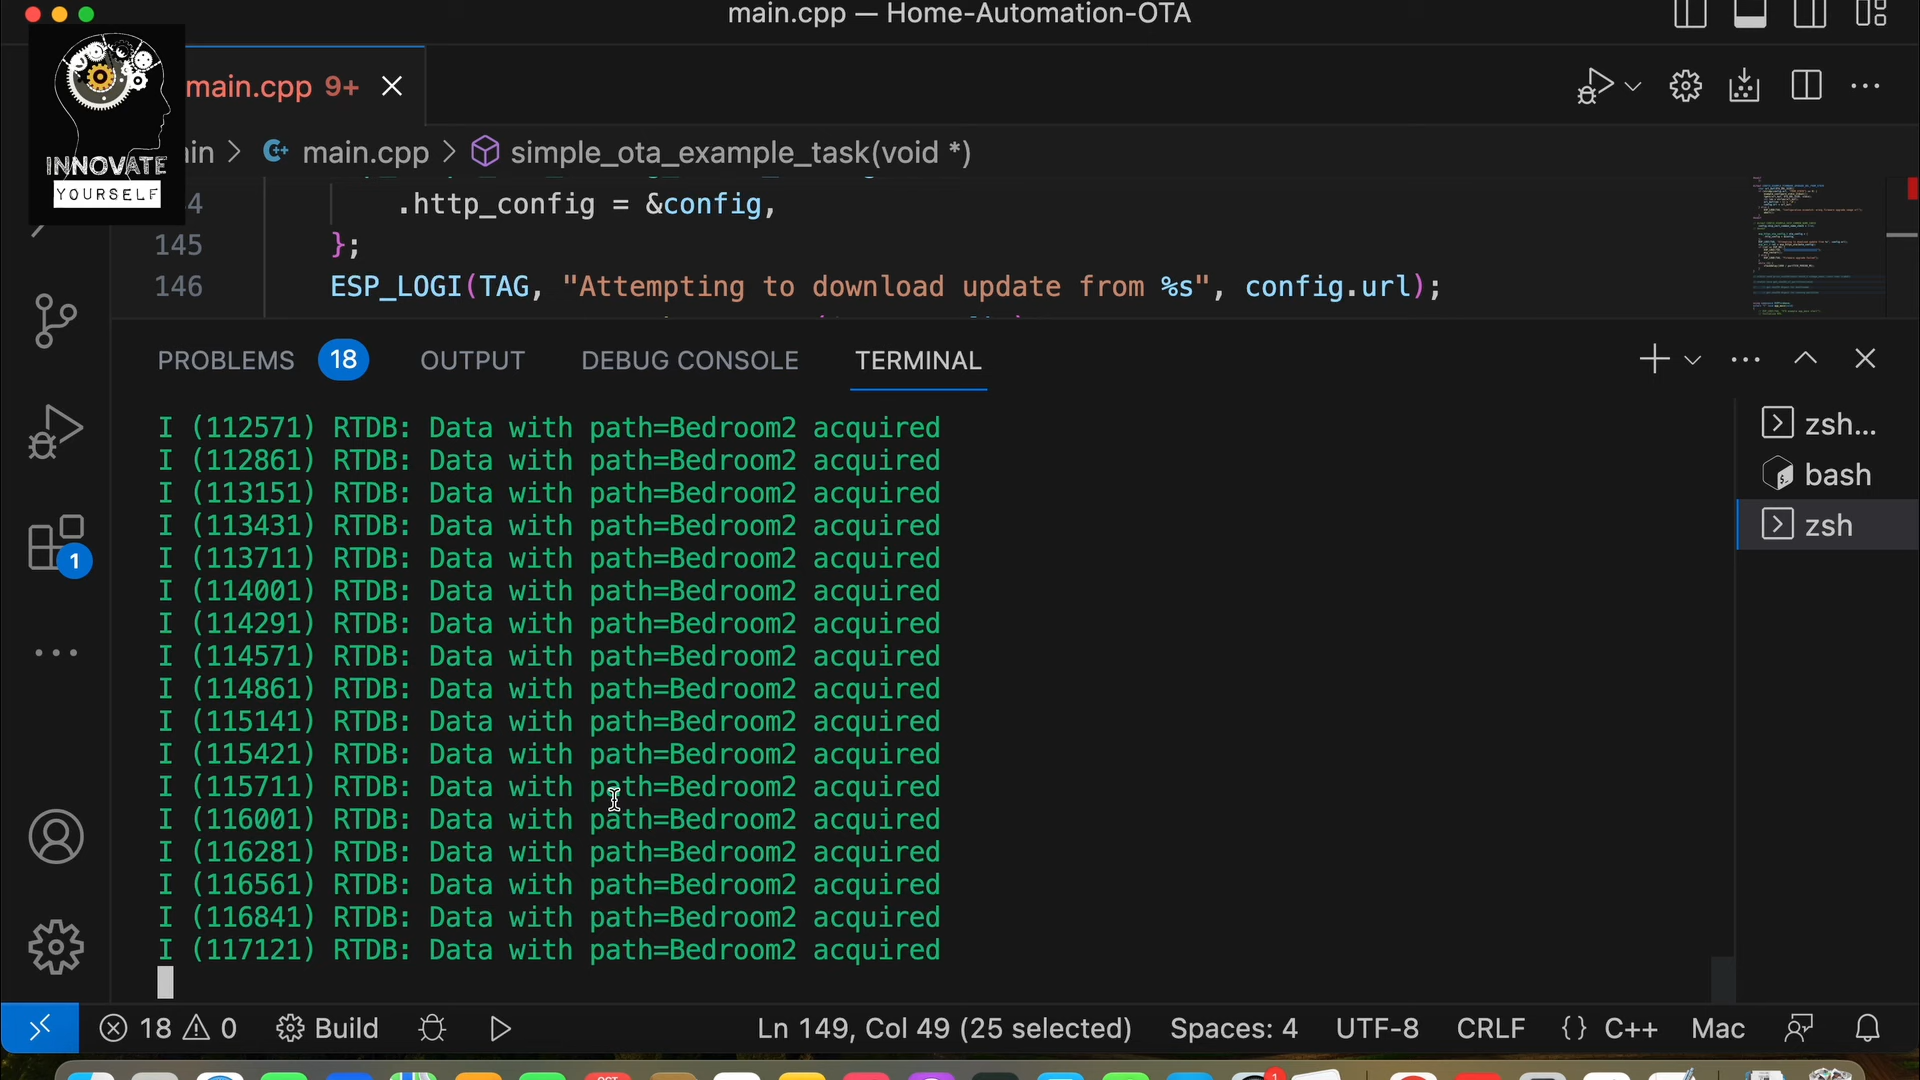 main.cpp — Home-Automation-OTA
INNOVATE
YOURSELF
main.cpp 9+
in > main.cpp > simple_ota_example_task(void *)
4 .http_config = &config,
145 };
146 ESP_LOGI(TAG, "Attempting to download update from %s", config.url);
PROBLEMS 18 OUTPUT DEBUG CONSOLE TERMINAL
I (112571) RTDB: Data with path=Bedroom2 acquired
I (112861) RTDB: Data with path=Bedroom2 acquired
I (113151) RTDB: Data with path=Bedroom2 acquired
I (113431) RTDB: Data with path=Bedroom2 acquired
I (113711) RTDB: Data with path=Bedroom2 acquired
I (114001) RTDB: Data with path=Bedroom2 acquired
I (114291) RTDB: Data with path=Bedroom2 acquired
I (114571) RTDB: Data with path=Bedroom2 acquired
I (114861) RTDB: Data with path=Bedroom2 acquired
I (115141) RTDB: Data with path=Bedroom2 acquired
I (115421) RTDB: Data with path=Bedroom2 acquired
I (115711) RTDB: Data with path=Bedroom2 acquired
I (116001) RTDB: Data with path=Bedroom2 acquired
I (116281) RTDB: Data with path=Bedroom2 acquired
I (116561) RTDB: Data with path=Bedroom2 acquired
I (116841) RTDB: Data with path=Bedroom2 acquired
I (117121) RTDB: Data with path=Bedroom2 acquired
zsh...
bash
zsh
1
18 0 Build Ln 149, Col 49 (25 selected) Spaces: 4 UTF-8 CRLF {} C++ Mac